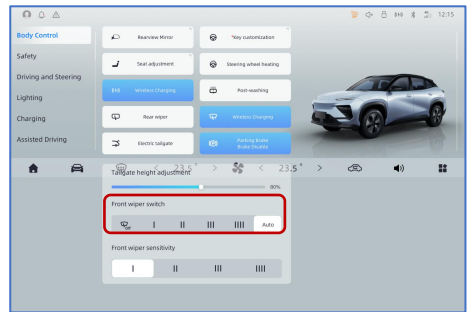 12:15
Body Control
Safety
Driving and Steering
Lighting
Charging
Assisted Driving
Rearview Mirror
*Key customization
Seat adjustment
Steering wheel heating
Wireless Charging
Post-washing
Rear wiper
Wireless Charging
Electric tailgate
Parking Brake
Brake Disable
< 23.5° >
< 23.5° >
Tailgate height adjustment
80%
Front wiper switch
OFF I II III IIII Auto
Front wiper sensitivity
I II III IIII